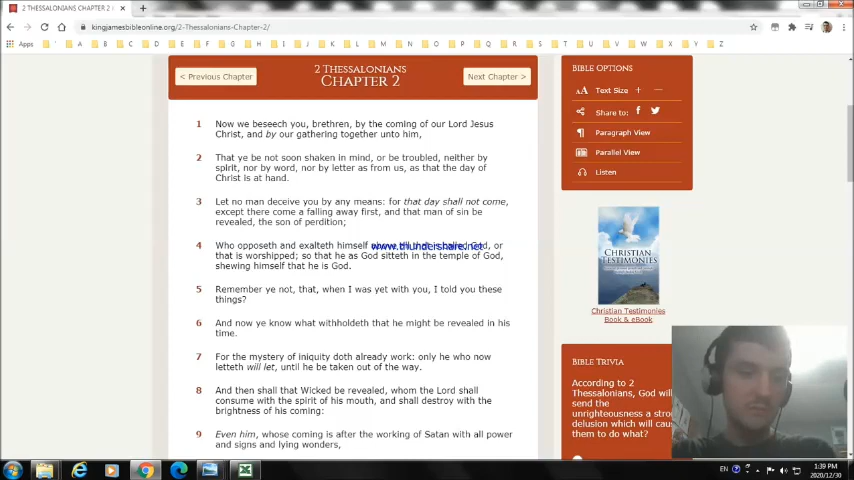 2 THESSALONIANS CHAPTER 2
kingjamesbibleonline.org/2-Thessalonians-Chapter-2/
Apps A B C D E F G H I J K L M N O P Q R S T U V W X Y Z
< Previous Chapter
2 THESSALONIANS
CHAPTER 2
Next Chapter >
1 Now we beseech you, brethren, by the coming of our Lord Jesus
Christ, and by our gathering together unto him,
2 That ye be not soon shaken in mind, or be troubled, neither by
spirit, nor by word, nor by letter as from us, as that the day of
Christ is at hand.
3 Let no man deceive you by any means: for that day shall not come,
except there come a falling away first, and that man of sin be
revealed, the son of perdition;
4 Who opposeth and exalteth himself God, or
www.thundershare.net
that is worshipped; so that he as God sitteth in the temple of God,
shewing himself that he is God.
5 Remember ye not, that, when I was yet with you, I told you these
things?
6 And now ye know what withholdeth that he might be revealed in his
time.
7 For the mystery of iniquity doth already work: only he who now
letteth will let, until he be taken out of the way.
8 And then shall that Wicked be revealed, whom the Lord shall
consume with the spirit of his mouth, and shall destroy with the
brightness of his coming:
9 Even him, whose coming is after the working of Satan with all power
and signs and lying wonders,
BIBLE OPTIONS
AA Text Size + —
Share to:
Paragraph View
Parallel View
Listen
CHRISTIAN
TESTIMONIES
Christian Testimonies
Book & eBook
BIBLE TRIVIA
According to 2
Thessalonians, God will
send the
unrighteousness a
delusion which will
them to do what?
EN
1:39 PM
2020/12/30